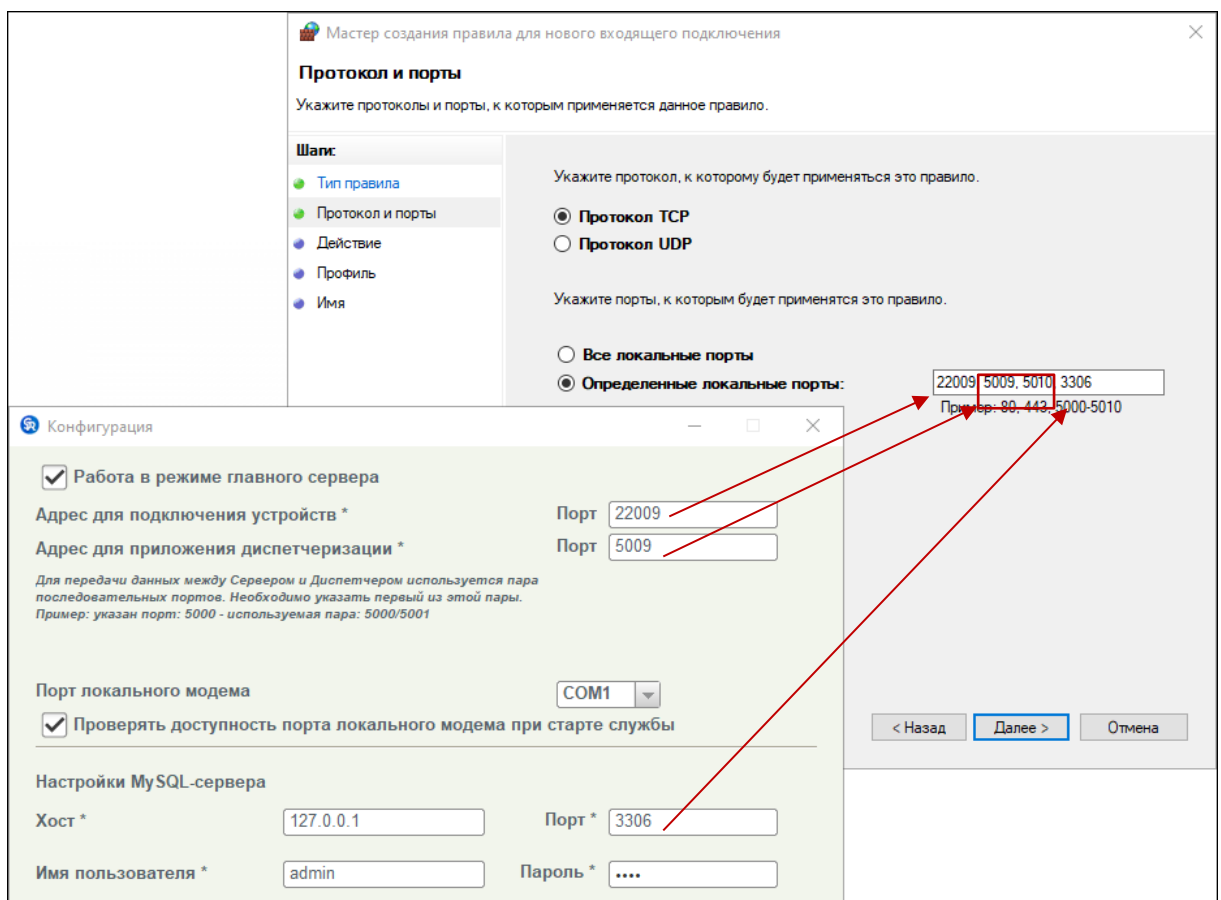 Мастер создания правила для нового входящего подключения
Протокол и порты
Укажите протоколы и порты, к которым применяется данное правило.
Шаги:
Тип правила
Протокол и порты
Действие
Профиль
Имя
Укажите протокол, к которому будет применяться это правило.
Протокол TCP
Протокол UDP
Укажите порты, к которым будет применятся это правило.
Все локальные порты
Определенные локальные порты: 22009, 5009, 5010, 3306
Пример: 80, 443, 5000-5010
< Назад Далее > Отмена
Конфигурация
Работа в режиме главного сервера
Адрес для подключения устройств * Порт 22009
Адрес для приложения диспетчеризации * Порт 5009
Для передачи данных между Сервером и Диспетчером используется пара
последовательных портов. Необходимо указать первый из этой пары.
Пример: указан порт: 5000 - используемая пара: 5000/5001
Порт локального модема COM1
Проверять доступность порта локального модема при старте службы
Настройки MySQL-сервера
Хост * 127.0.0.1 Порт * 3306
Имя пользователя * admin Пароль * ••••